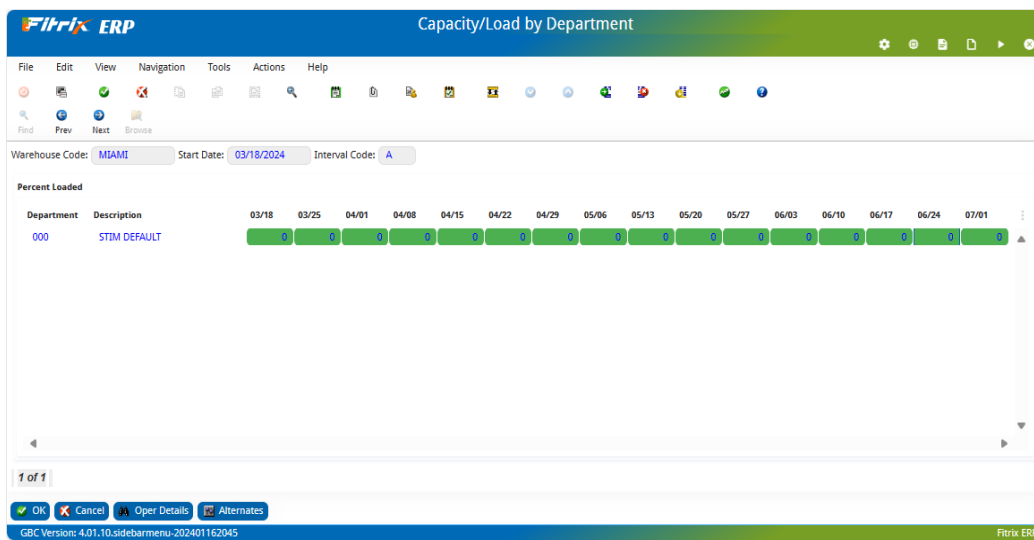 Fitrix ERP
Capacity/Load by Department
File Edit View Navigation Tools Actions Help
Find Prev Next Browse
Warehouse Code: MIAMI Start Date: 03/18/2024 Interval Code: A
Percent Loaded
Department Description 03/18 03/25 04/01 04/08 04/15 04/22 04/29 05/06 05/13 05/20 05/27 06/03 06/10 06/17 06/24 07/01
000 STIM DEFAULT 0 0 0 0 0 0 0 0 0 0 0 0 0 0 0 0
1 of 1
OK Cancel Oper Details Alternates
GBC Version: 4.01.10.sidebarmenu-202401162045 Fitrix ERP